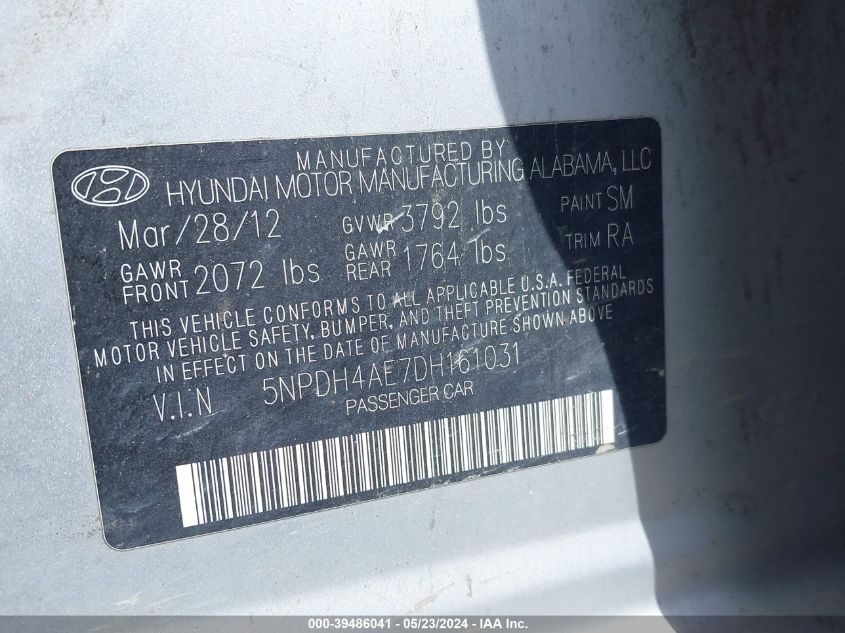 MANUFACTURED BY
HYUNDAI MOTOR MANUFACTURING ALABAMA, LLC
Mar/28/12 GVWR 3792 lbs PAINT SM
GAWR FRONT 2072 lbs GAWR REAR 1764 lbs TRIM RA
THIS VEHICLE CONFORMS TO ALL APPLICABLE U.S.A. FEDERAL
MOTOR VEHICLE SAFETY, BUMPER, AND THEFT PREVENTION STANDARDS
IN EFFECT ON THE DATE OF MANUFACTURE SHOWN ABOVE
V.I.N 5NPDH4AE7DH161031
PASSENGER CAR
000-39486041 - 05/23/2024 - IAA Inc.